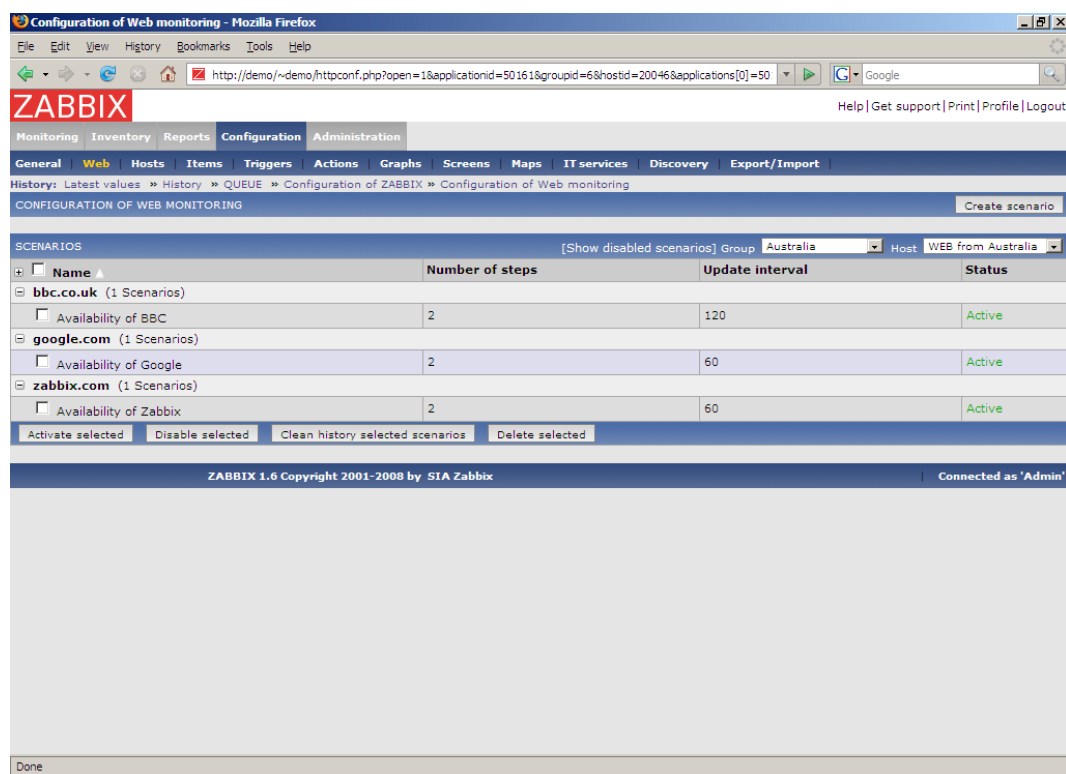 Configuration of Web monitoring - Mozilla Firefox
File Edit View History Bookmarks Tools Help
http://demo/~demo/httpconf.php?open=1&applicationid=50161&groupid=6&hostid=20046&applications[0]=50 Google
ZABBIX
Help|Get support|Print|Profile|Logout
Monitoring Inventory Reports Configuration Administration
General | Web | Hosts | Items | Triggers | Actions | Graphs | Screens | Maps | IT services | Discovery | Export/Import |
History: Latest values » History » QUEUE » Configuration of ZABBIX » Configuration of Web monitoring
CONFIGURATION OF WEB MONITORING Create scenario
SCENARIOS [Show disabled scenarios] Group Australia Host WEB from Australia
Name Number of steps Update interval Status
bbc.co.uk (1 Scenarios)
Availability of BBC 2 120 Active
google.com (1 Scenarios)
Availability of Google 2 60 Active
zabbix.com (1 Scenarios)
Availability of Zabbix 2 60 Active
Activate selected Disable selected Clean history selected scenarios Delete selected
ZABBIX 1.6 Copyright 2001-2008 by SIA Zabbix | Connected as 'Admin'
Done